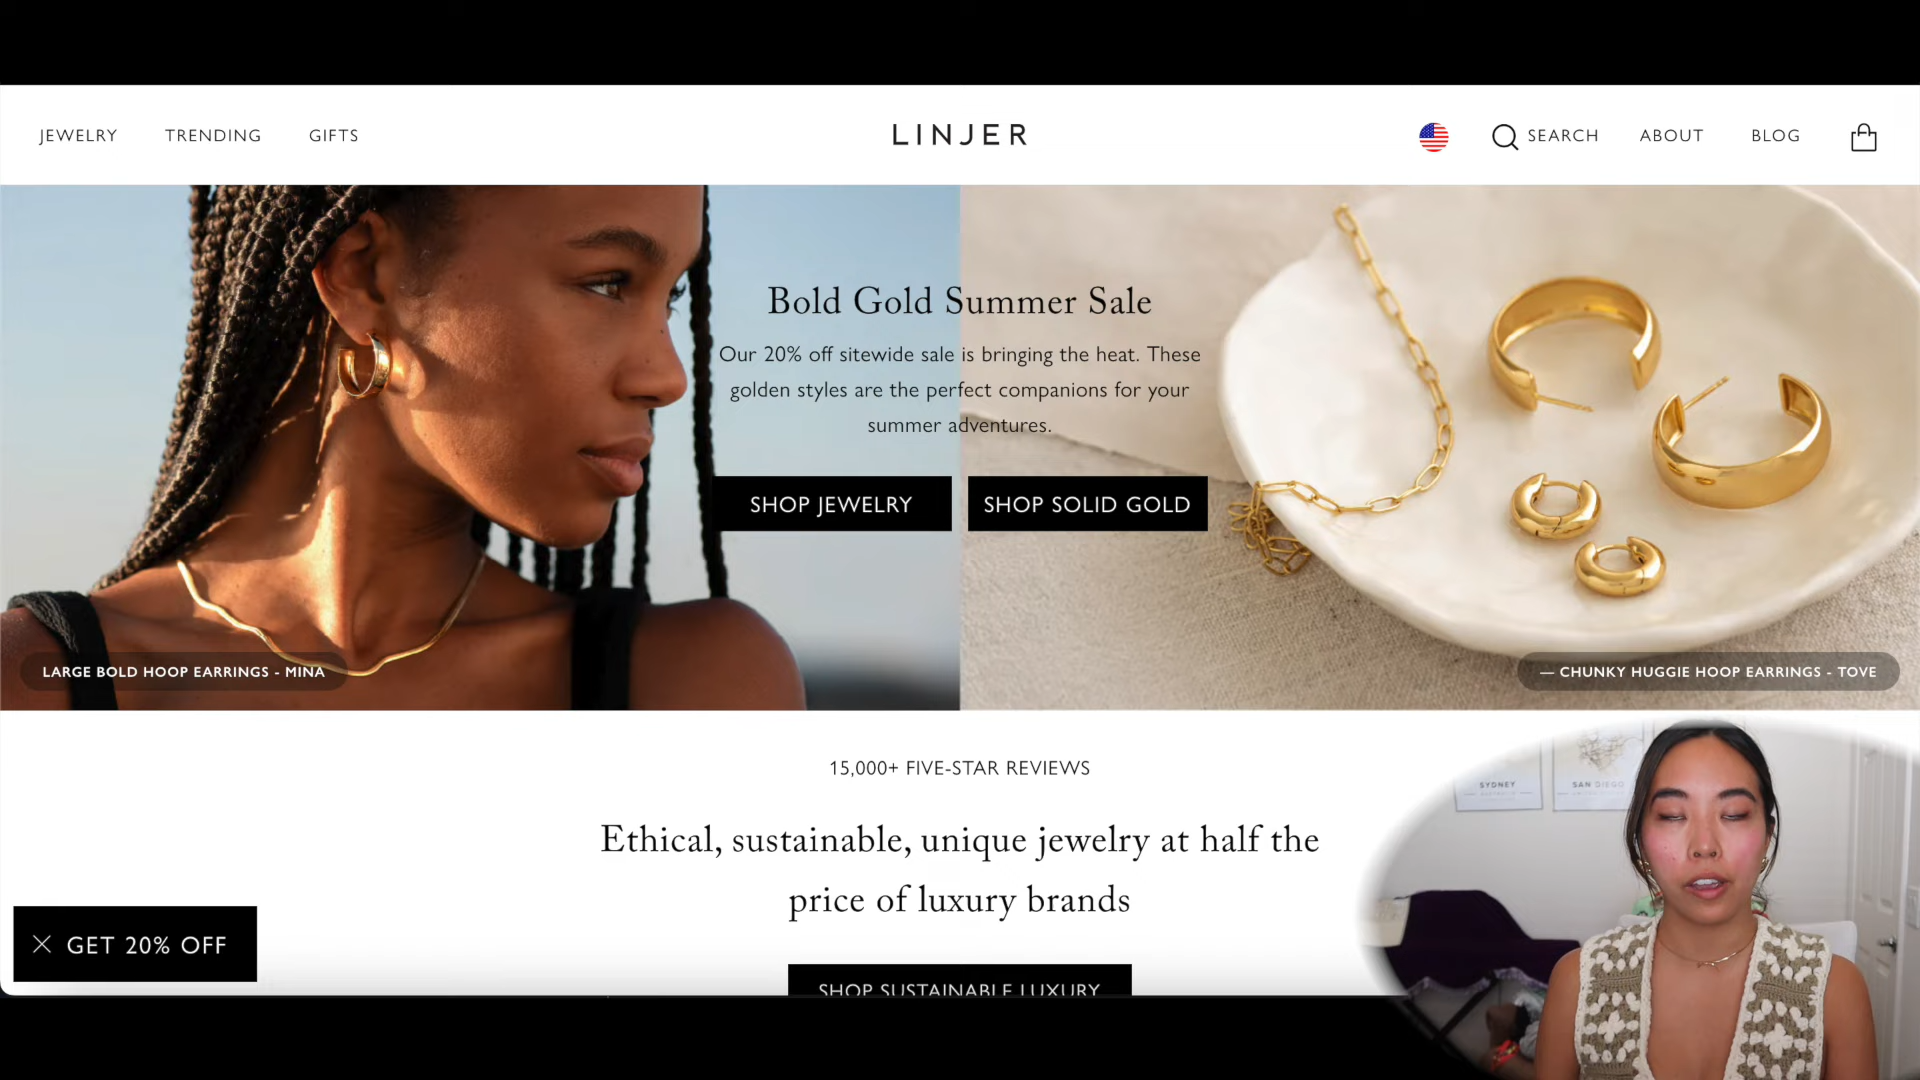 JEWELRY TRENDING GIFTS LINJER SEARCH ABOUT BLOG
Bold Gold Summer Sale
Our 20% off sitewide sale is bringing the heat. These
golden styles are the perfect companions for your
summer adventures.
SHOP JEWELRY SHOP SOLID GOLD
LARGE BOLD HOOP EARRINGS - MINA
— CHUNKY HUGGIE HOOP EARRINGS - TOVE
15,000+ FIVE-STAR REVIEWS
Ethical, sustainable, unique jewelry at half the
price of luxury brands
SHOP SUSTAINABLE LUXURY
GET 20% OFF
SYDNEY
SAN DIEGO